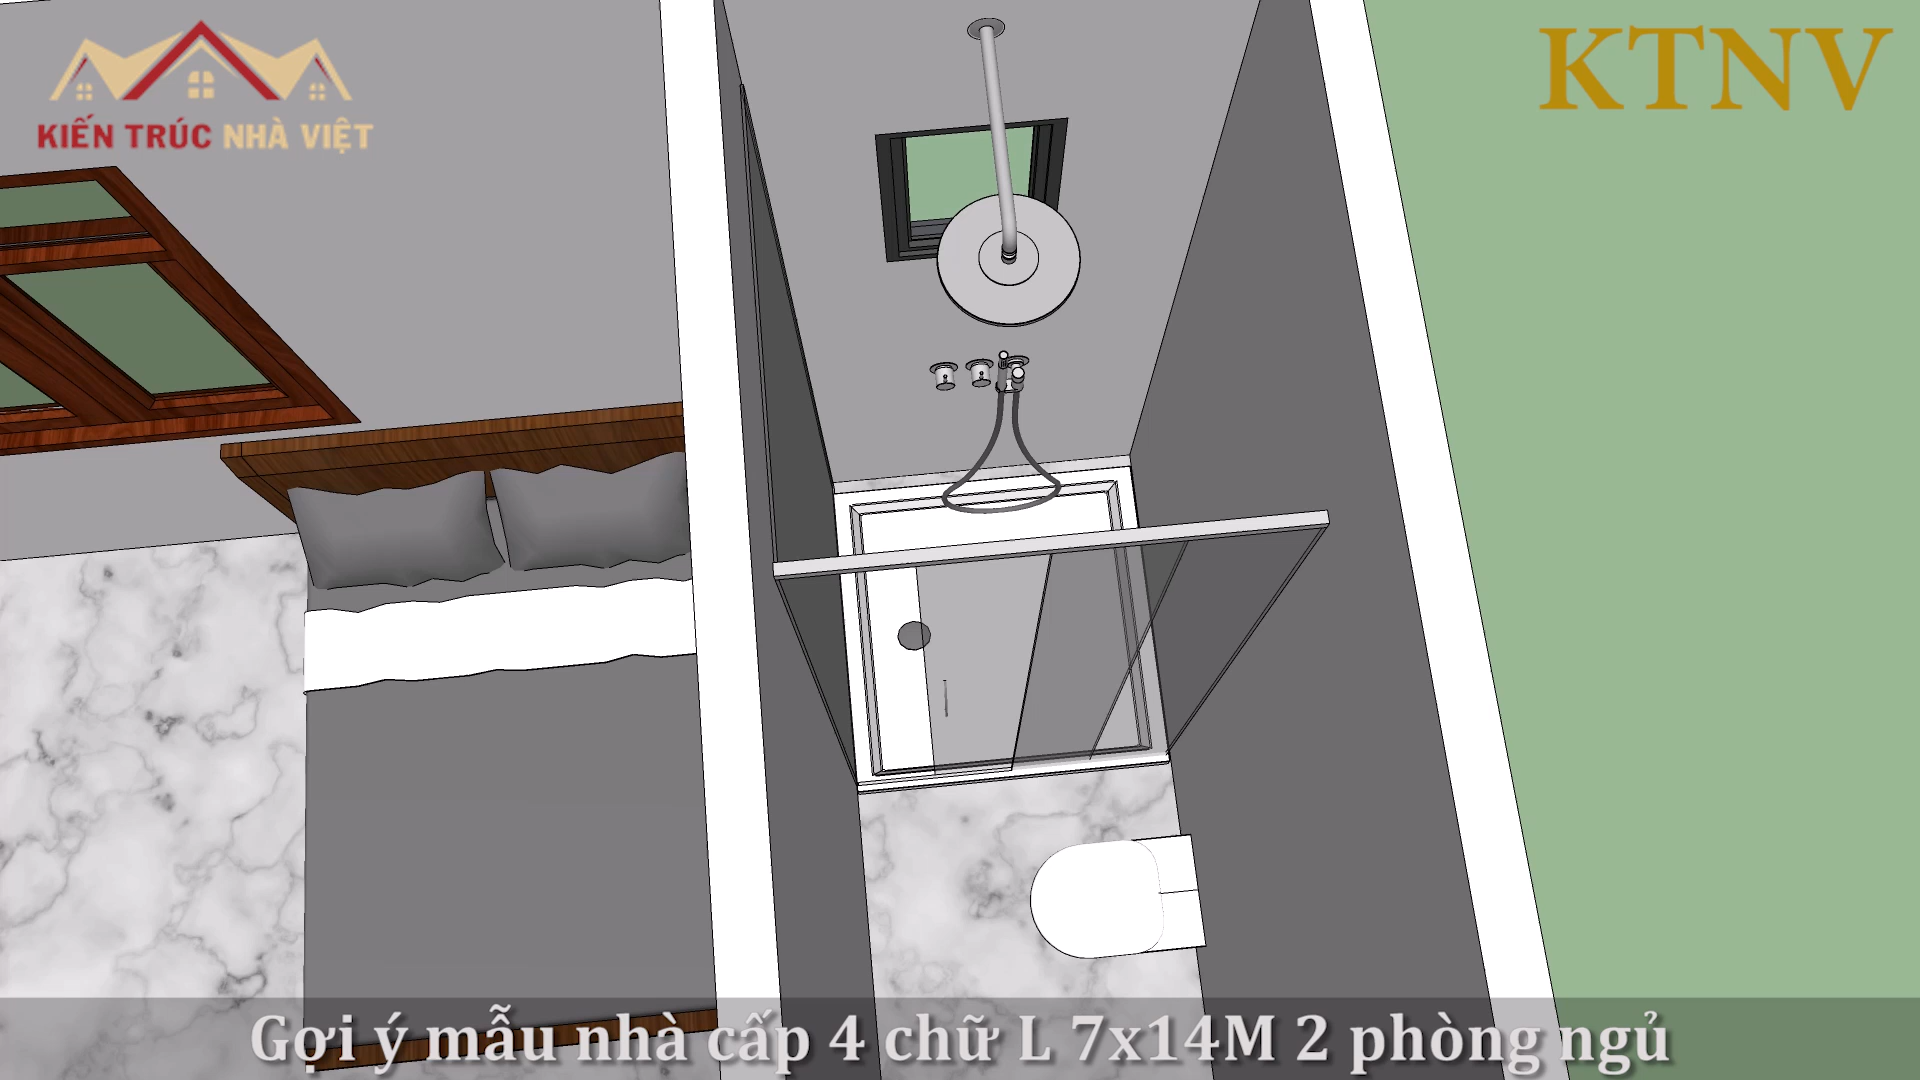 KIẾN TRÚC NHÀ VIỆT
KTNV
Gợi ý mẫu nhà cấp 4 chữ L 7x14M 2 phòng ngủ